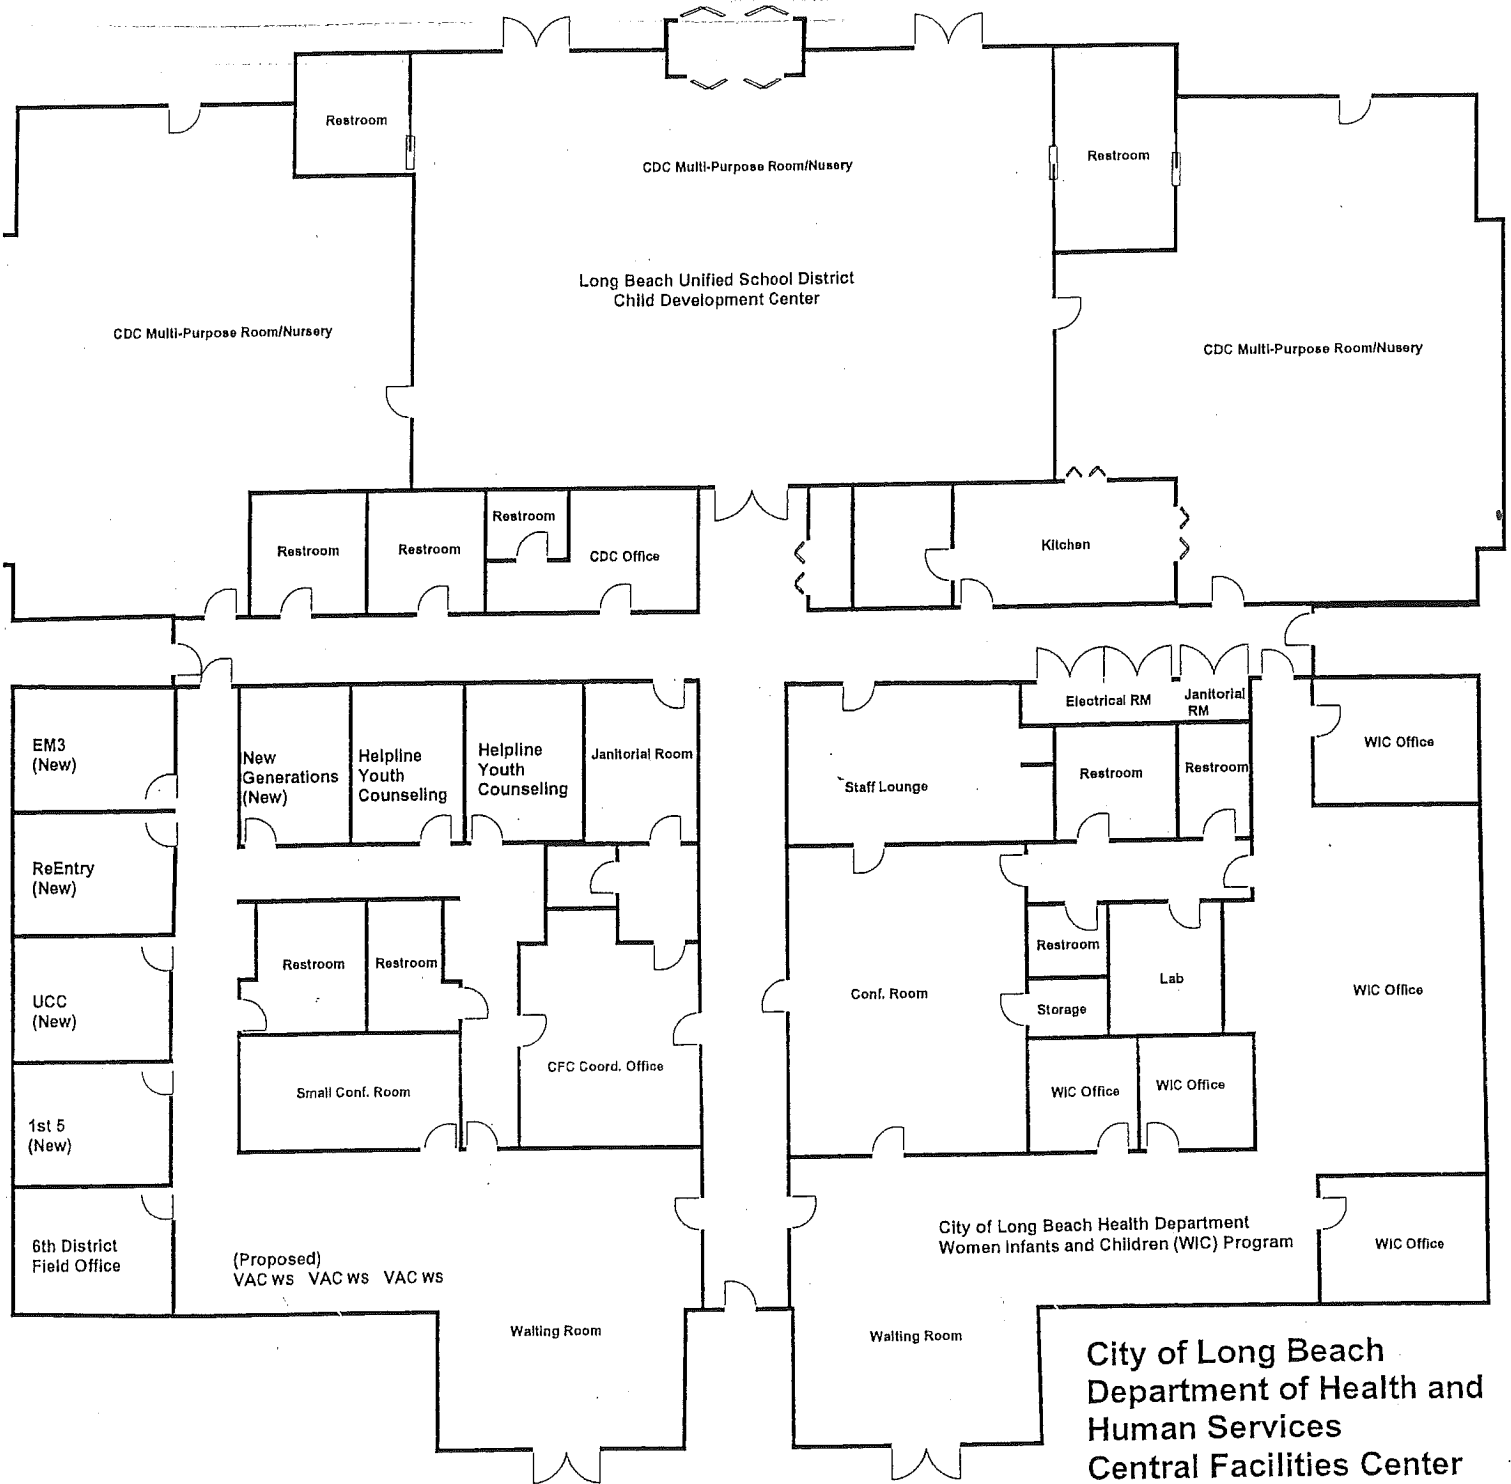 Restroom
CDC Multi-Purpose Room/Nusery
Restroom
Long Beach Unified School District
Child Development Center
CDC Multi-Purpose Room/Nursery
CDC Multi-Purpose Room/Nusery
Restroom
Restroom
Restroom
CDC Office
Kitchen
Electrical RM
Janitorial
RM
EM3
(New)
New
Generations
(New)
Helpline
Youth
Counseling
Helpline
Youth
Counseling
Janitorial Room
Staff Lounge
Restroom
Restroom
WIC Office
ReEntry
(New)
Restroom
Restroom
Conf. Room
Restroom
Lab
WIC Office
UCC
(New)
Storage
CFC Coord. Office
Small Conf. Room
WIC Office
WIC Office
1st 5
(New)
6th District
Field Office
(Proposed)
VAC ws VAC ws VAC ws
City of Long Beach Health Department
Women Infants and Children (WIC) Program
WIC Office
Waiting Room
Waiting Room
City of Long Beach
Department of Health and
Human Services
Central Facilities Center